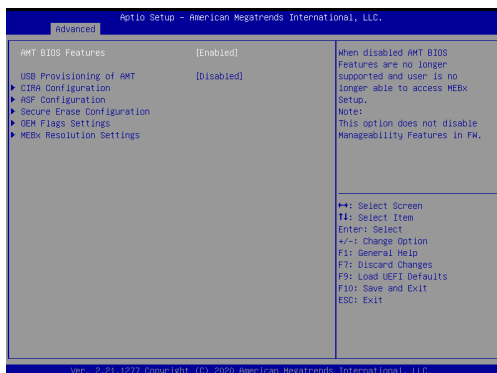 Aptio Setup – American Megatrends International, LLC.
Advanced
AMT BIOS Features [Enabled]
USB Provisioning of AMT [Disabled]
CIRA Configuration
ASF Configuration
Secure Erase Configuration
OEM Flags Settings
MEBx Resolution Settings
When disabled AMT BIOS
Features are no longer
supported and user is no
longer able to access MEBx
Setup.
Note:
This option does not disable
Manageability Features in FW.
↔: Select Screen
↑↓: Select Item
Enter: Select
+/-: Change Option
F1: General Help
F7: Discard Changes
F9: Load UEFI Defaults
F10: Save and Exit
ESC: Exit
Ver. 2.21.1277 Copyright (C) 2020 American Megatrends International, LLC.